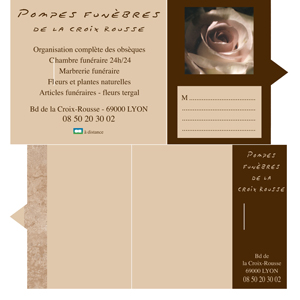 POMPES FUNÈBRES
DE LA CROIX ROUSSE
Organisation complète des obsèques
Chambre funéraire 24h/24
Marbrerie funéraire
Fleurs et plantes naturelles
Articles funéraires - fleurs tergal
Bd de la Croix-Rousse - 69000 LYON
08 50 20 30 02
à distance
M
POMPES
FUNÈBRES
DE LA
CROIX ROUSSE
Bd de
la Croix-Rousse
69000 LYON
08 50 20 30 02